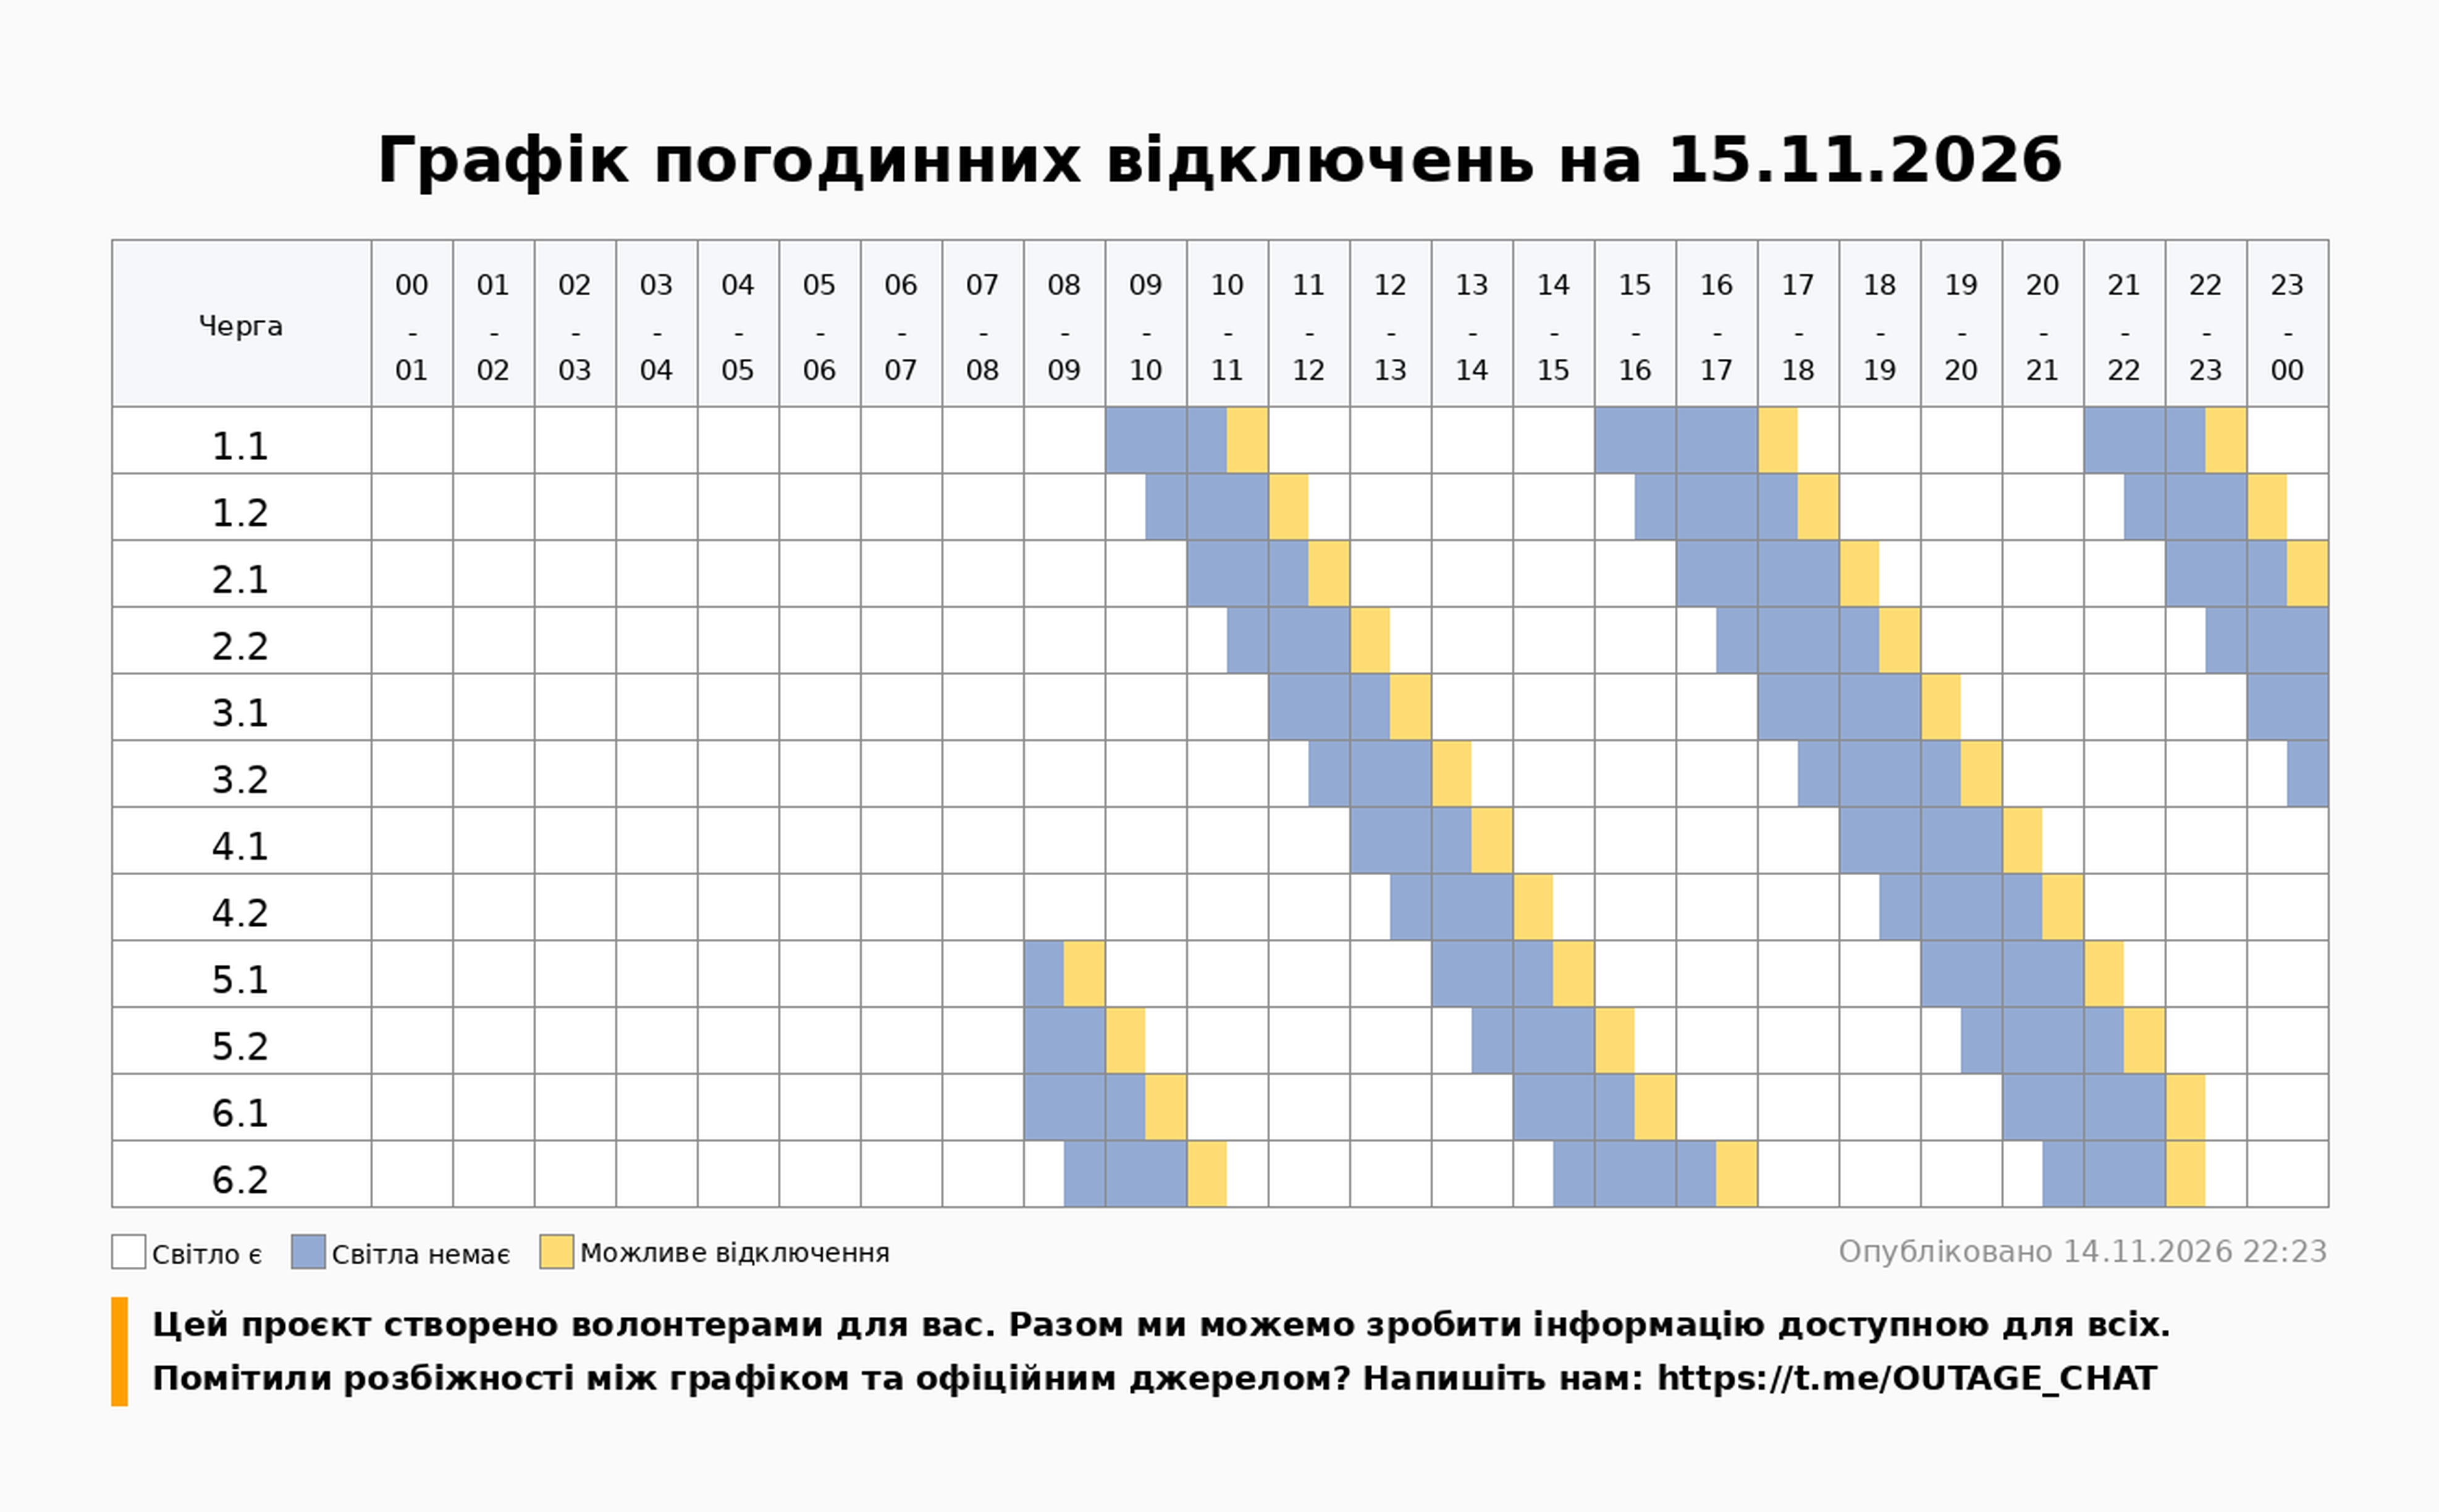 Графік погодинних відключень на 15.11.2026
Черга 00 - 01 01 - 02 02 - 03 03 - 04 04 - 05 05 - 06 06 - 07 07 - 08 08 - 09 09 - 10 10 - 11 11 - 12 12 - 13 13 - 14 14 - 15 15 - 16 16 - 17 17 - 18 18 - 19 19 - 20 20 - 21 21 - 22 22 - 23 23 - 00
1.1
1.2
2.1
2.2
3.1
3.2
4.1
4.2
5.1
5.2
6.1
6.2
Світло є Світла немає Можливе відключення Опубліковано 14.11.2026 22:23
Цей проєкт створено волонтерами для вас. Разом ми можемо зробити інформацію доступною для всіх.
Помітили розбіжності між графіком та офіційним джерелом? Напишіть нам: https://t.me/OUTAGE_CHAT